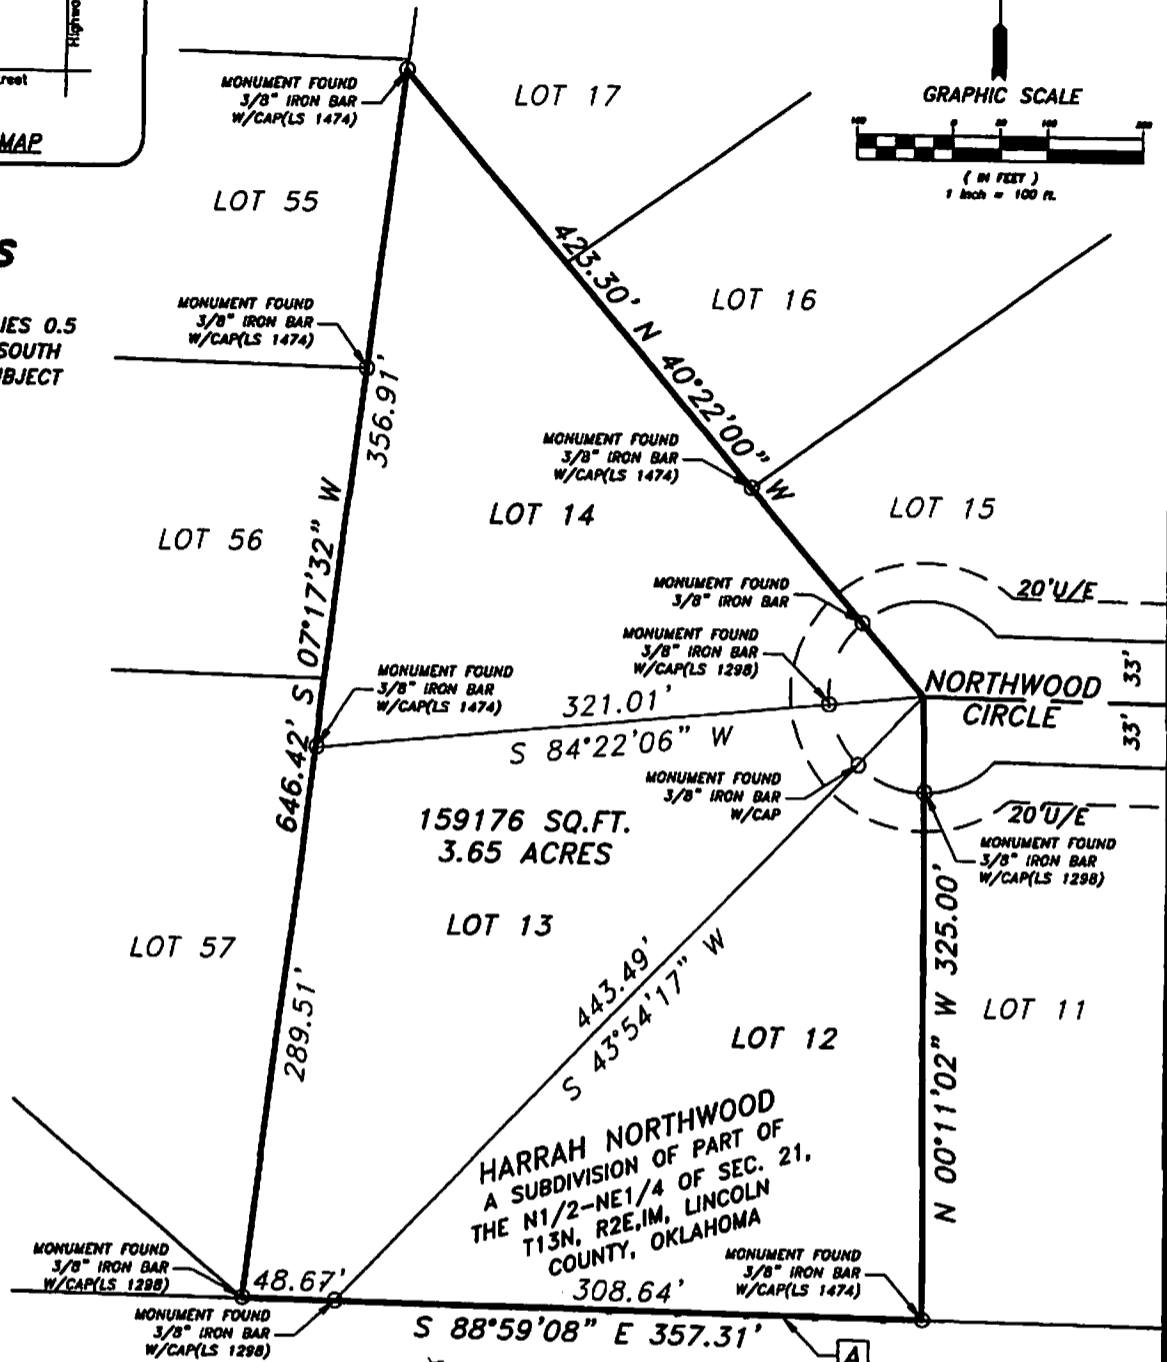 Highwa
reet
MAP
MONUMENT FOUND
3/8" IRON BAR
W/CAP(LS 1474)
LOT 17
GRAPHIC SCALE
100 0 50 100 200
( IN FEET )
1 inch = 100 ft.
LOT 55
S
IES 0.5
SOUTH
BJECT
MONUMENT FOUND
3/8" IRON BAR
W/CAP(LS 1474)
423.30' N 40°22'00" W
LOT 16
356.91'
MONUMENT FOUND
3/8" IRON BAR
W/CAP(LS 1474)
LOT 14
LOT 15
LOT 56
646.42' S 07°17'32" W
MONUMENT FOUND
3/8" IRON BAR
20'U/E
MONUMENT FOUND
3/8" IRON BAR
W/CAP(LS 1298)
MONUMENT FOUND
3/8" IRON BAR
W/CAP(LS 1474)
321.01'
S 84°22'06" W
NORTHWOOD
CIRCLE
33'
33'
MONUMENT FOUND
3/8" IRON BAR
W/CAP
159176 SQ.FT.
3.65 ACRES
20'U/E
MONUMENT FOUND
3/8" IRON BAR
W/CAP(LS 1298)
LOT 57
LOT 13
289.51'
443.49'
S 43°54'17" W
LOT 12
N 00°11'02" W 325.00'
LOT 11
HARRAH NORTHWOOD
A SUBDIVISION OF PART OF
THE N1/2-NE1/4 OF SEC. 21,
T13N, R2E,IM, LINCOLN
COUNTY, OKLAHOMA
MONUMENT FOUND
3/8" IRON BAR
W/CAP(LS 1298)
48.67'
MONUMENT FOUND
3/8" IRON BAR
W/CAP(LS 1298)
308.64'
MONUMENT FOUND
3/8" IRON BAR
W/CAP(LS 1474)
S 88°59'08" E 357.31'
A